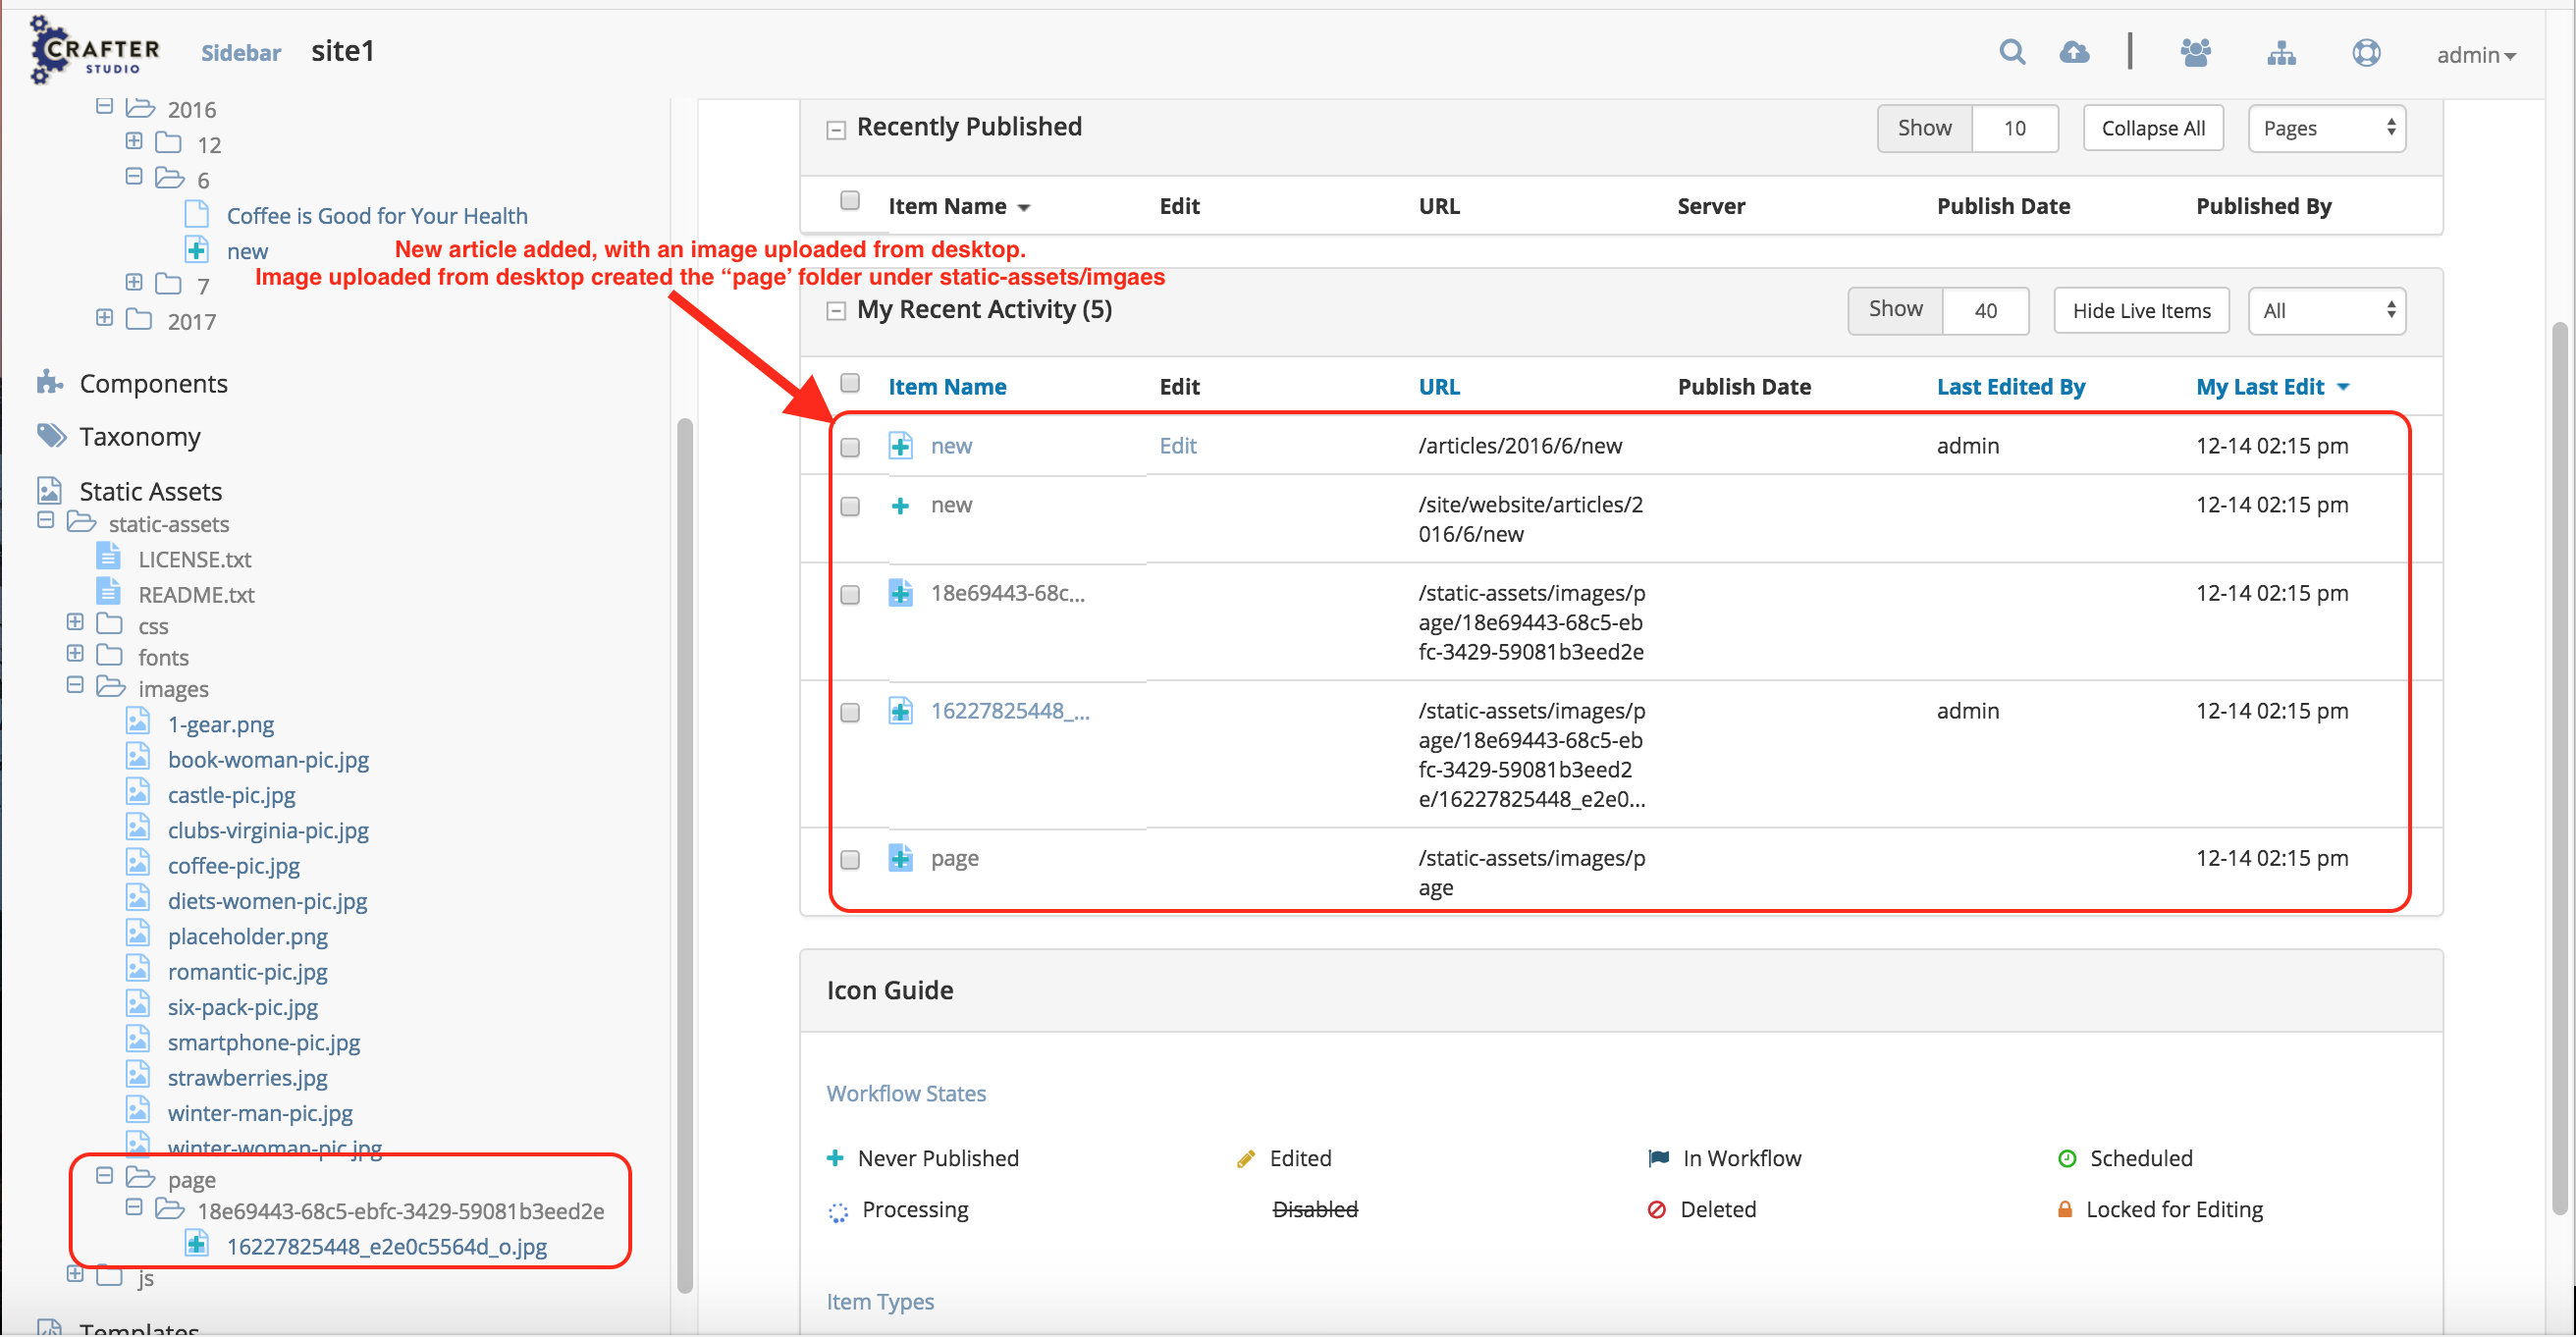 CRAFTER
STUDIO
Sidebar
site1
admin
2016
12
6
Coffee is Good for Your Health
new
7
2017
Components
Taxonomy
Static Assets
static-assets
LICENSE.txt
README.txt
css
fonts
images
1-gear.png
book-woman-pic.jpg
castle-pic.jpg
clubs-virginia-pic.jpg
coffee-pic.jpg
diets-women-pic.jpg
placeholder.png
romantic-pic.jpg
six-pack-pic.jpg
smartphone-pic.jpg
strawberries.jpg
winter-man-pic.jpg
winter-woman-pic.jpg
page
18e69443-68c5-ebfc-3429-59081b3eed2e
16227825448_e2e0c5564d_o.jpg
js
Templates
New article added, with an image uploaded from desktop.
Image uploaded from desktop created the “page’ folder under static-assets/imgaes
Recently Published
Show 10 Collapse All Pages
Item Name Edit URL Server Publish Date Published By
My Recent Activity (5)
Show 40 Hide Live Items All
Item Name Edit URL Publish Date Last Edited By My Last Edit
new Edit /articles/2016/6/new admin 12-14 02:15 pm
new /site/website/articles/2 12-14 02:15 pm
016/6/new
18e69443-68c... /static-assets/images/p 12-14 02:15 pm
age/18e69443-68c5-eb
fc-3429-59081b3eed2e
16227825448_... /static-assets/images/p admin 12-14 02:15 pm
age/18e69443-68c5-eb
fc-3429-59081b3eed2
e/16227825448_e2e0...
page /static-assets/images/p 12-14 02:15 pm
age
Icon Guide
Workflow States
Never Published Edited In Workflow Scheduled
Processing Disabled Deleted Locked for Editing
Item Types